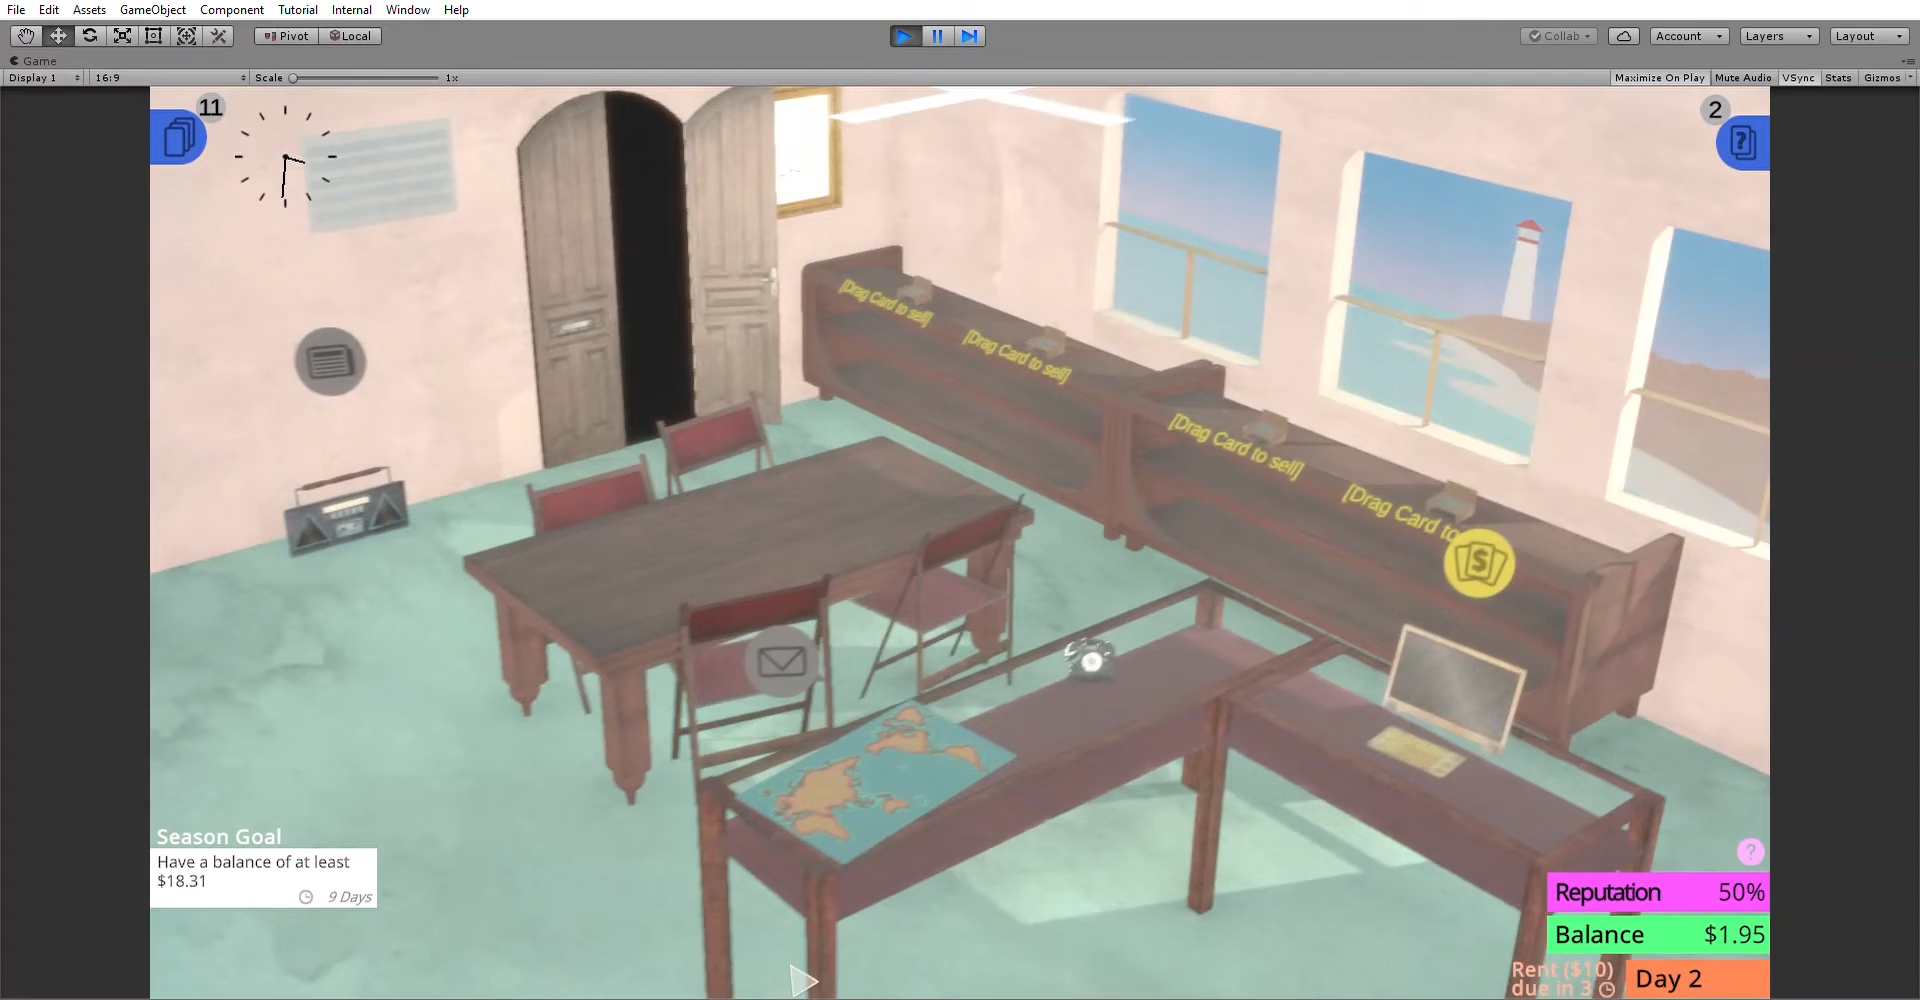 File Edit Assets GameObject Component Tutorial Internal Window Help
Pivot Local Collab Account Layers Layout
Game
Display 1 16:9 Scale 1x Maximize On Play Mute Audio VSync Stats Gizmos
11
2
?
[Drag Card to sell]
[Drag Card to sell]
[Drag Card to sell]
[Drag Card to
$
Season Goal
Have a balance of at least
$18.31
9 Days
?
Reputation 50%
Balance $1.95
Rent ($10)
due in 3
Day 2